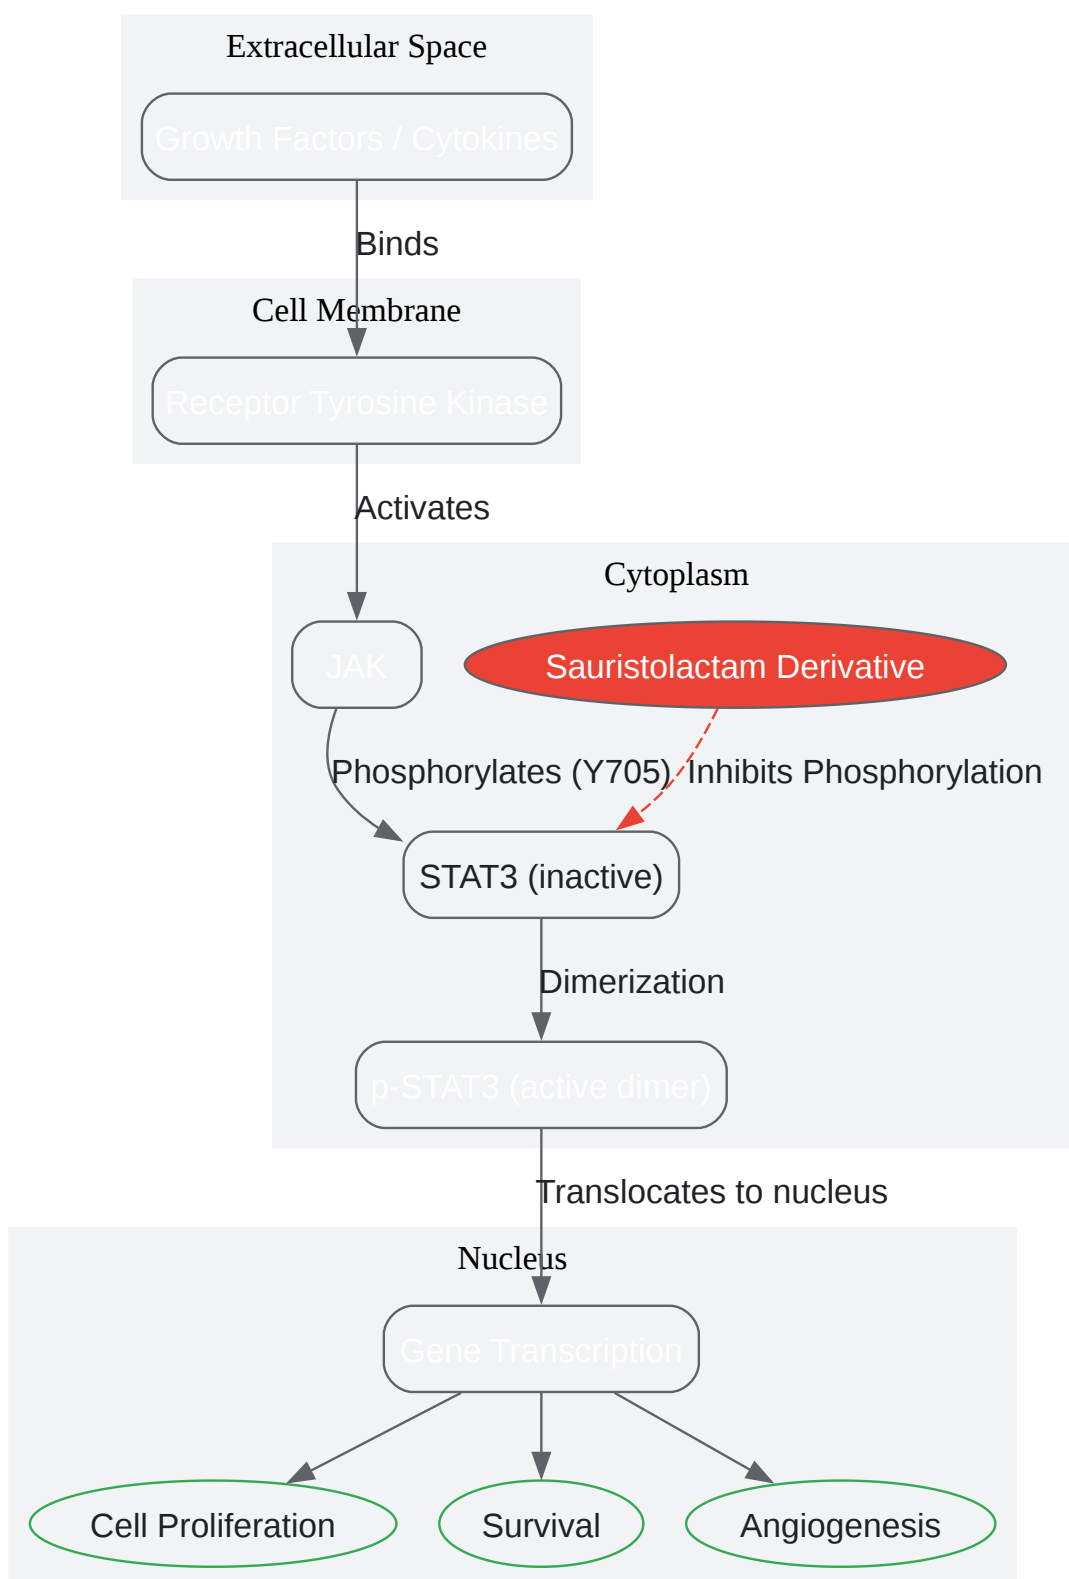 Extracellular Space
Growth Factors / Cytokines
Binds
Cell Membrane
Receptor Tyrosine Kinase
Activates
Cytoplasm
JAK
Sauristolactam Derivative
Phosphorylates (Y705)
Inhibits Phosphorylation
STAT3 (inactive)
Dimerization
p-STAT3 (active dimer)
Translocates to nucleus
Nucleus
Gene Transcription
Cell Proliferation
Survival
Angiogenesis